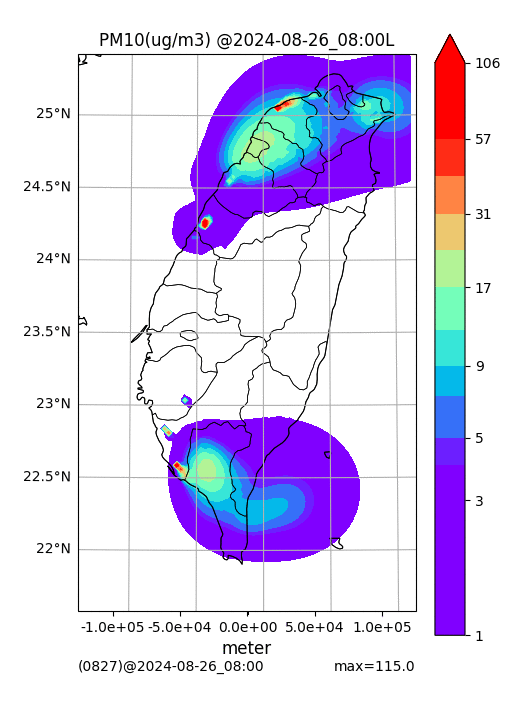 PM10(ug/m3) @2024-08-26_08:00L
106
57
31
17
9
5
3
1
25°N
24.5°N
24°N
23.5°N
23°N
22.5°N
22°N
-1.0e+05 -5.0e+04 0.0e+00 5.0e+04 1.0e+05
meter
(0827)@2024-08-26_08:00 max=115.0